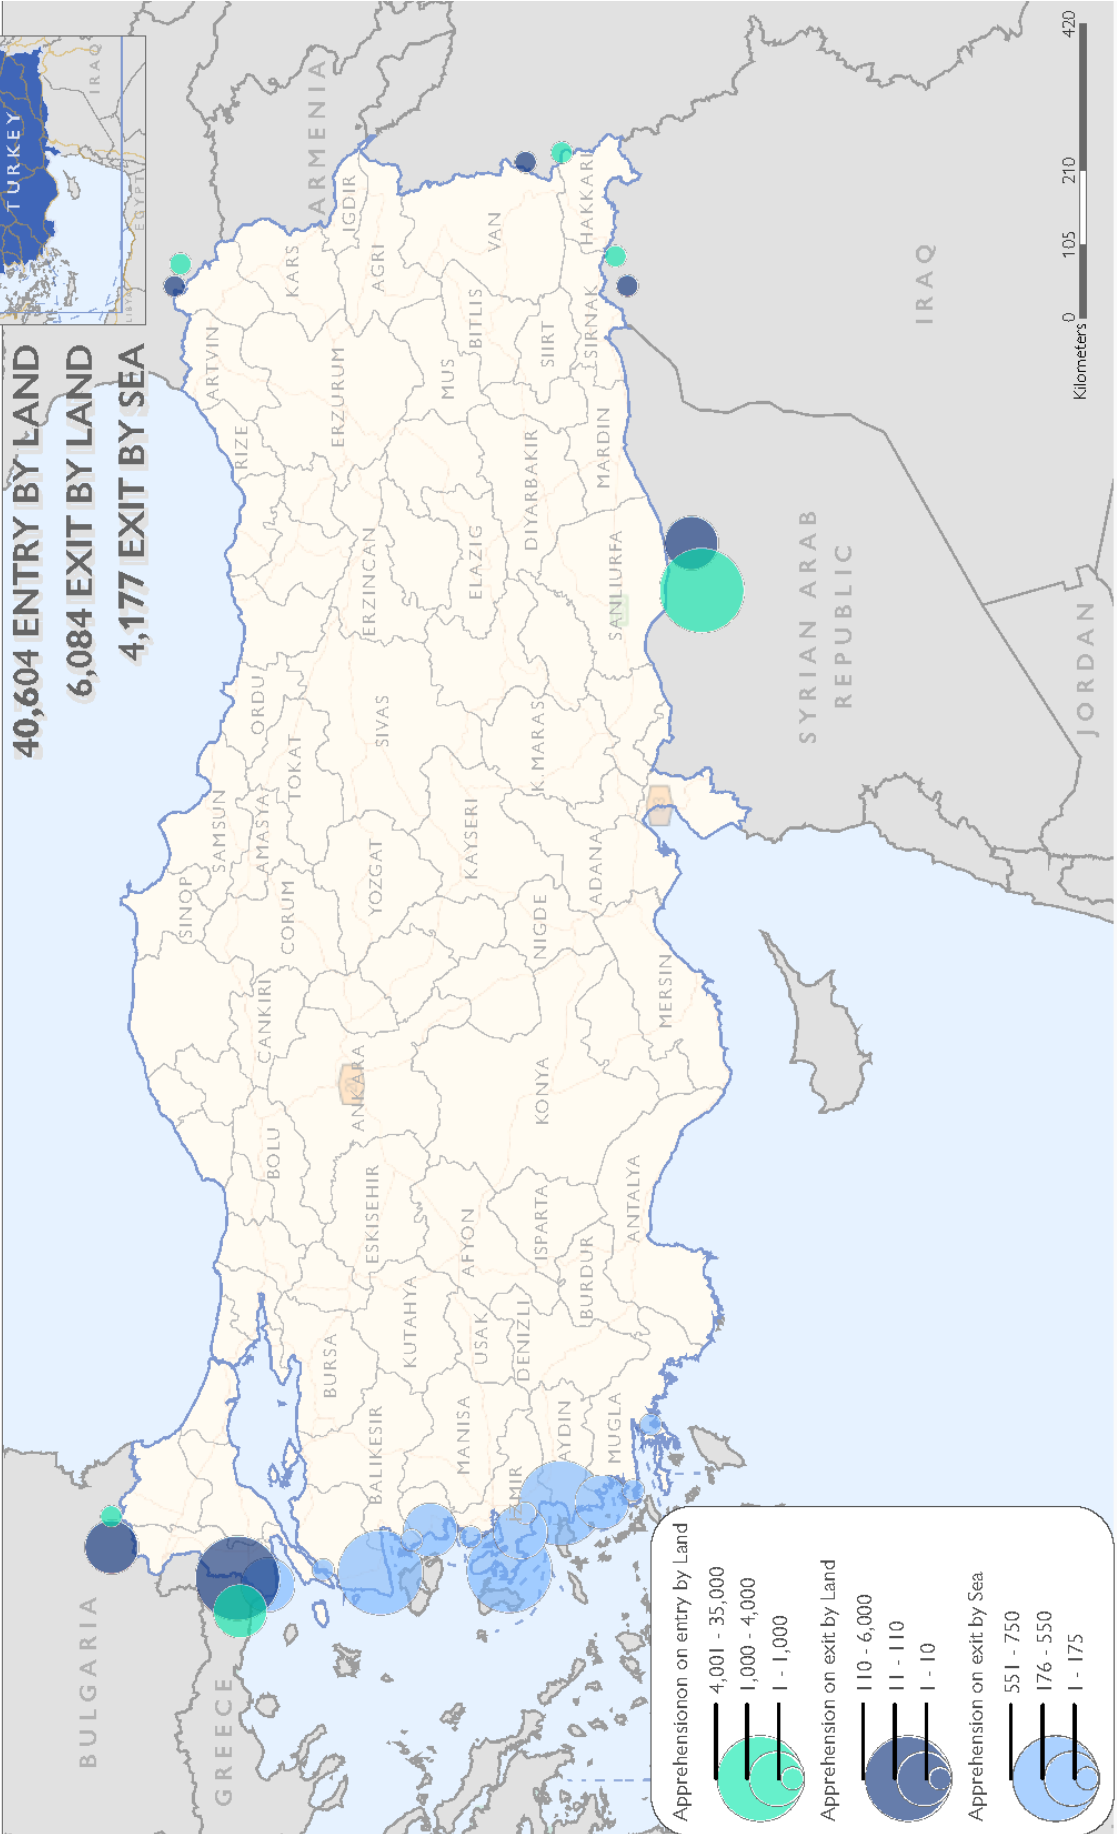 40,604 ENTRY BY LAND
6,084 EXIT BY LAND
4,177 EXIT BY SEA
TURKEY
IRAQ
EGYPT
LIBYA
BULGARIA
GREECE
ARMENIA
IRAQ
SYRIAN ARAB
REPUBLIC
JORDAN
SINOP
SAMSUN
ORDU
RIZE
ARTVIN
KARS
IGDIR
AGRI
CANKIRI
CORUM
AMASYA
TOKAT
BOLU
ANKARA
YOZGAT
SIVAS
ERZINCAN
ERZURUM
BURSA
ESKISEHIR
BALIKESIR
KUTAHYA
AFYON
KAYSERI
ELAZIG
MUS
BITLIS
VAN
MANISA
USAK
IZMIR
DENIZLI
ISPARTA
KONYA
NIGDE
K.MARAS
DIYARBAKIR
SIIRT
HAKKARI
AYDIN
BURDUR
ADANA
SANLIURFA
MARDIN
SIRNAK
MUGLA
ANTALYA
MERSIN
Apprehensionon on entry by Land
4,001 - 35,000
1,000 - 4,000
1 - 1,000
Apprehension on exit by Land
110 - 6,000
11 - 110
1 - 10
Apprehension on exit by Sea
551 - 750
176 - 550
1 - 175
0 105 210 420
Kilometers